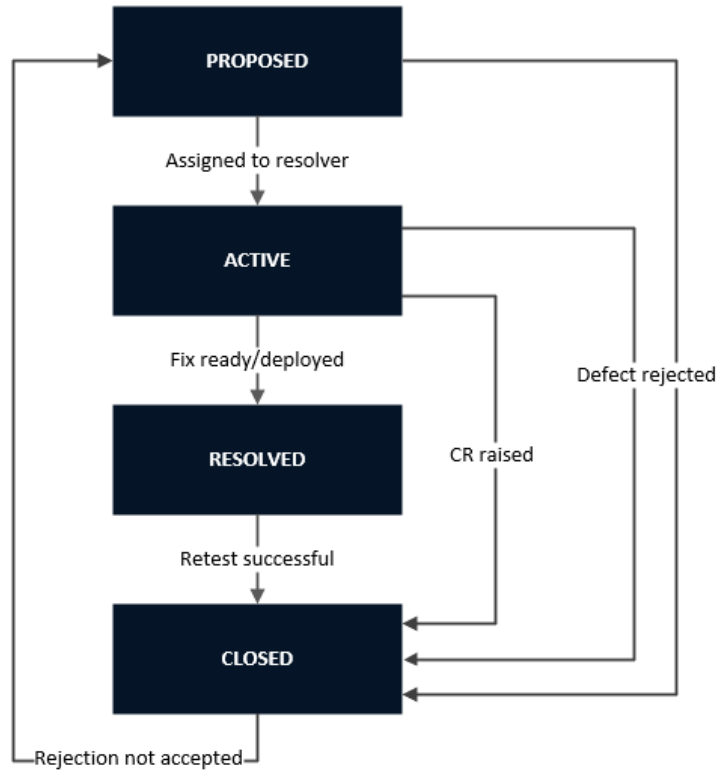 PROPOSED
Assigned to resolver
ACTIVE
Fix ready/deployed
Defect rejected
RESOLVED
CR raised
Retest successful
CLOSED
Rejection not accepted